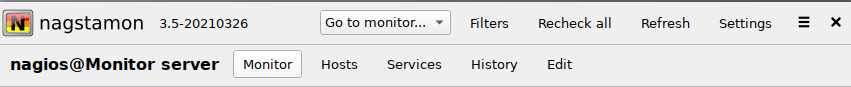 N nagstamon 3.5-20210326 Go to monitor... Filters Recheck all Refresh Settings
nagios@Monitor server Monitor Hosts Services History Edit